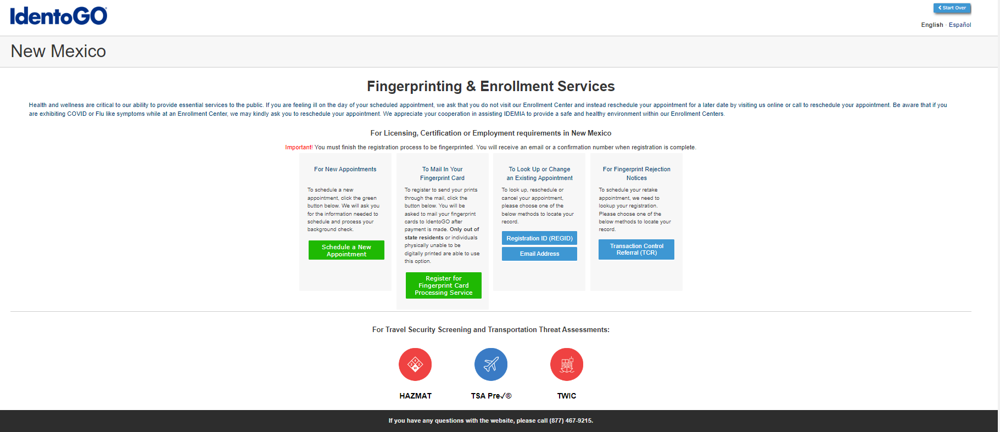 IdentoGO
Start Over
English · Español
New Mexico
Fingerprinting & Enrollment Services
Health and wellness are critical to our ability to provide essential services to the public. If you are feeling ill on the day of your scheduled appointment, we ask that you do not visit our Enrollment Center and instead reschedule your appointment for a later date by visiting us online or call to reschedule your appointment. Be aware that if you
are exhibiting COVID or Flu like symptoms while at an Enrollment Center, we may kindly ask you to reschedule your appointment. We appreciate your cooperation in assisting IDEMIA to provide a safe and healthy environment within our Enrollment Centers.
For Licensing, Certification or Employment requirements in New Mexico
Important! You must finish the registration process to be fingerprinted. You will receive an email or a confirmation number when registration is complete.
For New Appointments
To schedule a new
appointment, click the green
button below. We will ask you
for the information needed to
schedule and process your
background check.
Schedule a New
Appointment
To Mail In Your
Fingerprint Card
To register to send your prints
through the mail, click the
button below. You will be
asked to mail your fingerprint
cards to IdentoGO after
payment is made. Only out of
state residents or individuals
physically unable to be
digitally printed are able to use
this option.
Register for
Fingerprint Card
Processing Service
To Look Up or Change
an Existing Appointment
To look up, reschedule or
cancel your appointment,
please choose one of the
below methods to locate your
record.
Registration ID (REGID)
Email Address
For Fingerprint Rejection
Notices
To schedule your retake
appointment, we need to
lookup your registration.
Please choose one of the
below methods to locate your
record.
Transaction Control
Referral (TCR)
For Travel Security Screening and Transportation Threat Assessments:
HAZMAT
TSA Pre✓®
TWIC
If you have any questions with the website, please call (877) 467-9215.